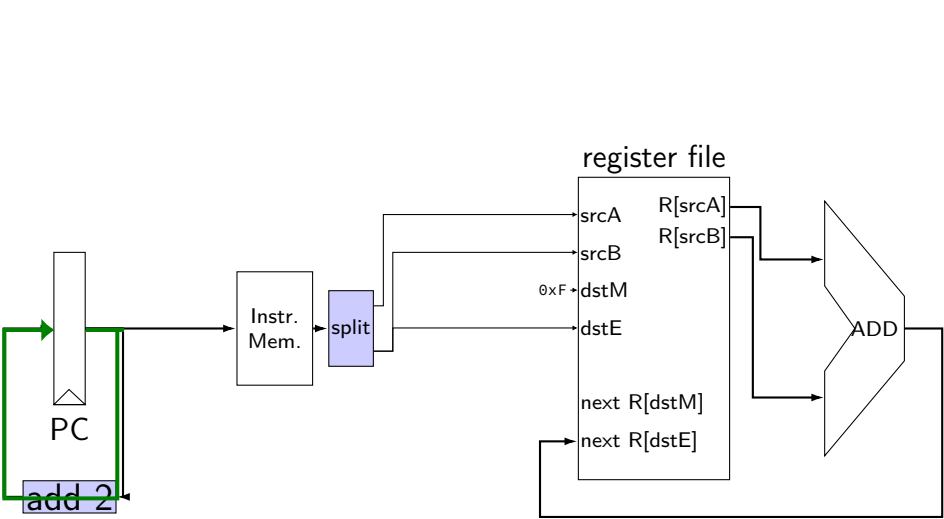 register file
R[srcA]
srcA
R[srcB]
srcB
0xF
dstM
Instr.
Mem.
split
dstE
ADD
PC
next R[dstM]
next R[dstE]
add 2